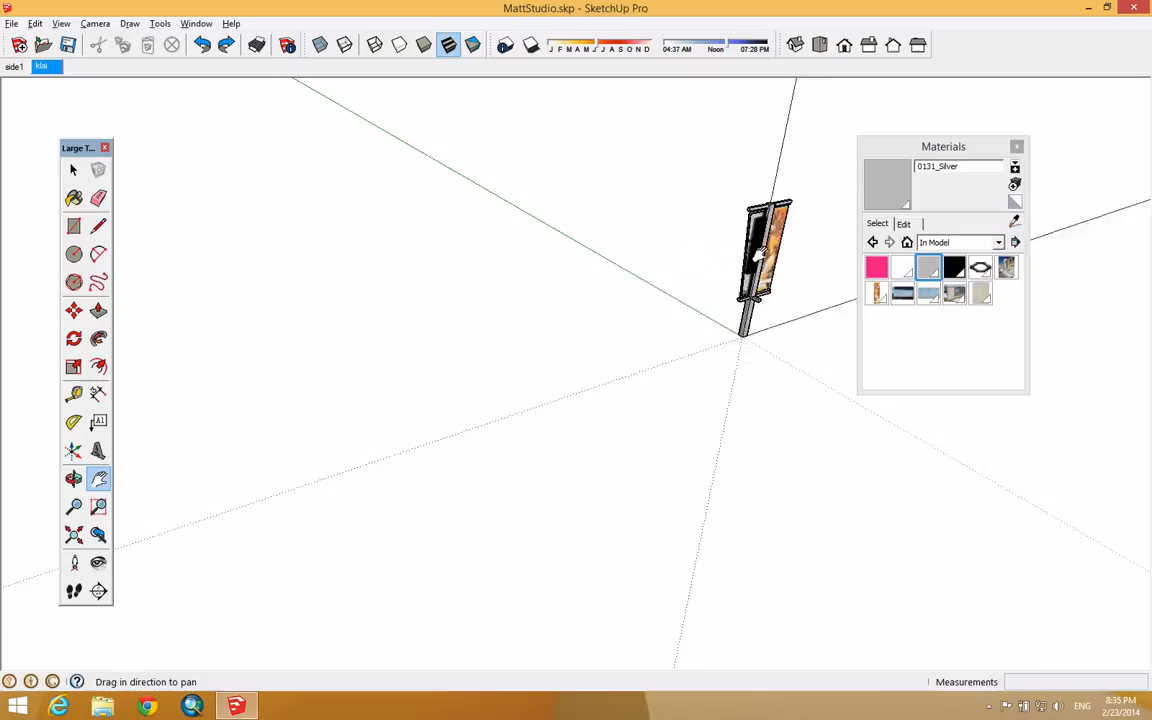 MattStudio.skp - SketchUp Pro
File Edit View Camera Draw Tools Window Help
J F M A M J J A S O N D 04:37 AM Noon 07:28 PM
side1 klai
Large T...
A1
Materials
0131_Silver
Select Edit
In Model
Drag in direction to pan
Measurements
ENG
8:35 PM
2/23/2014